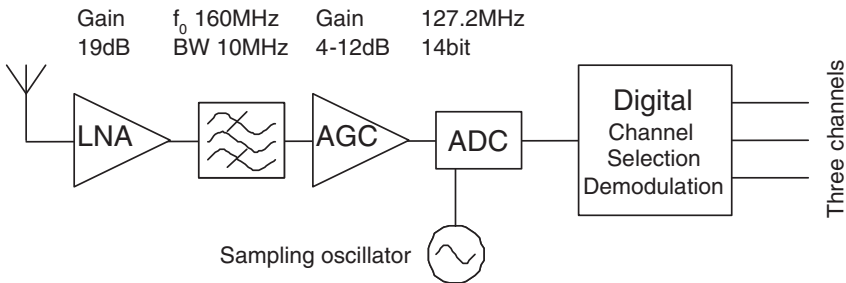 Gain f₀ 160MHz Gain 127.2MHz
19dB BW 10MHz 4-12dB 14bit
LNA
AGC
ADC
Digital
Channel
Selection
Demodulation
Three channels
Sampling oscillator